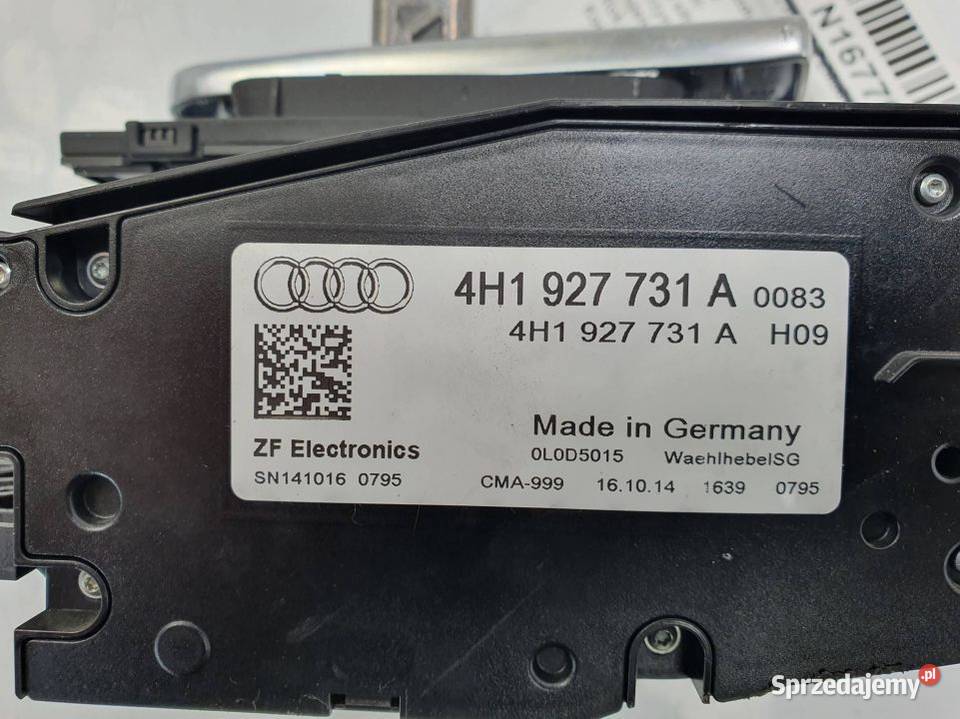 N1677
4H1 927 731 A 0083
4H1 927 731 A H09
Made in Germany
ZF Electronics
0L0D5015 WaehlhebelSG
SN141016 0795
CMA-999 16.10.14 1639 0795
Sprzedajemy.pl